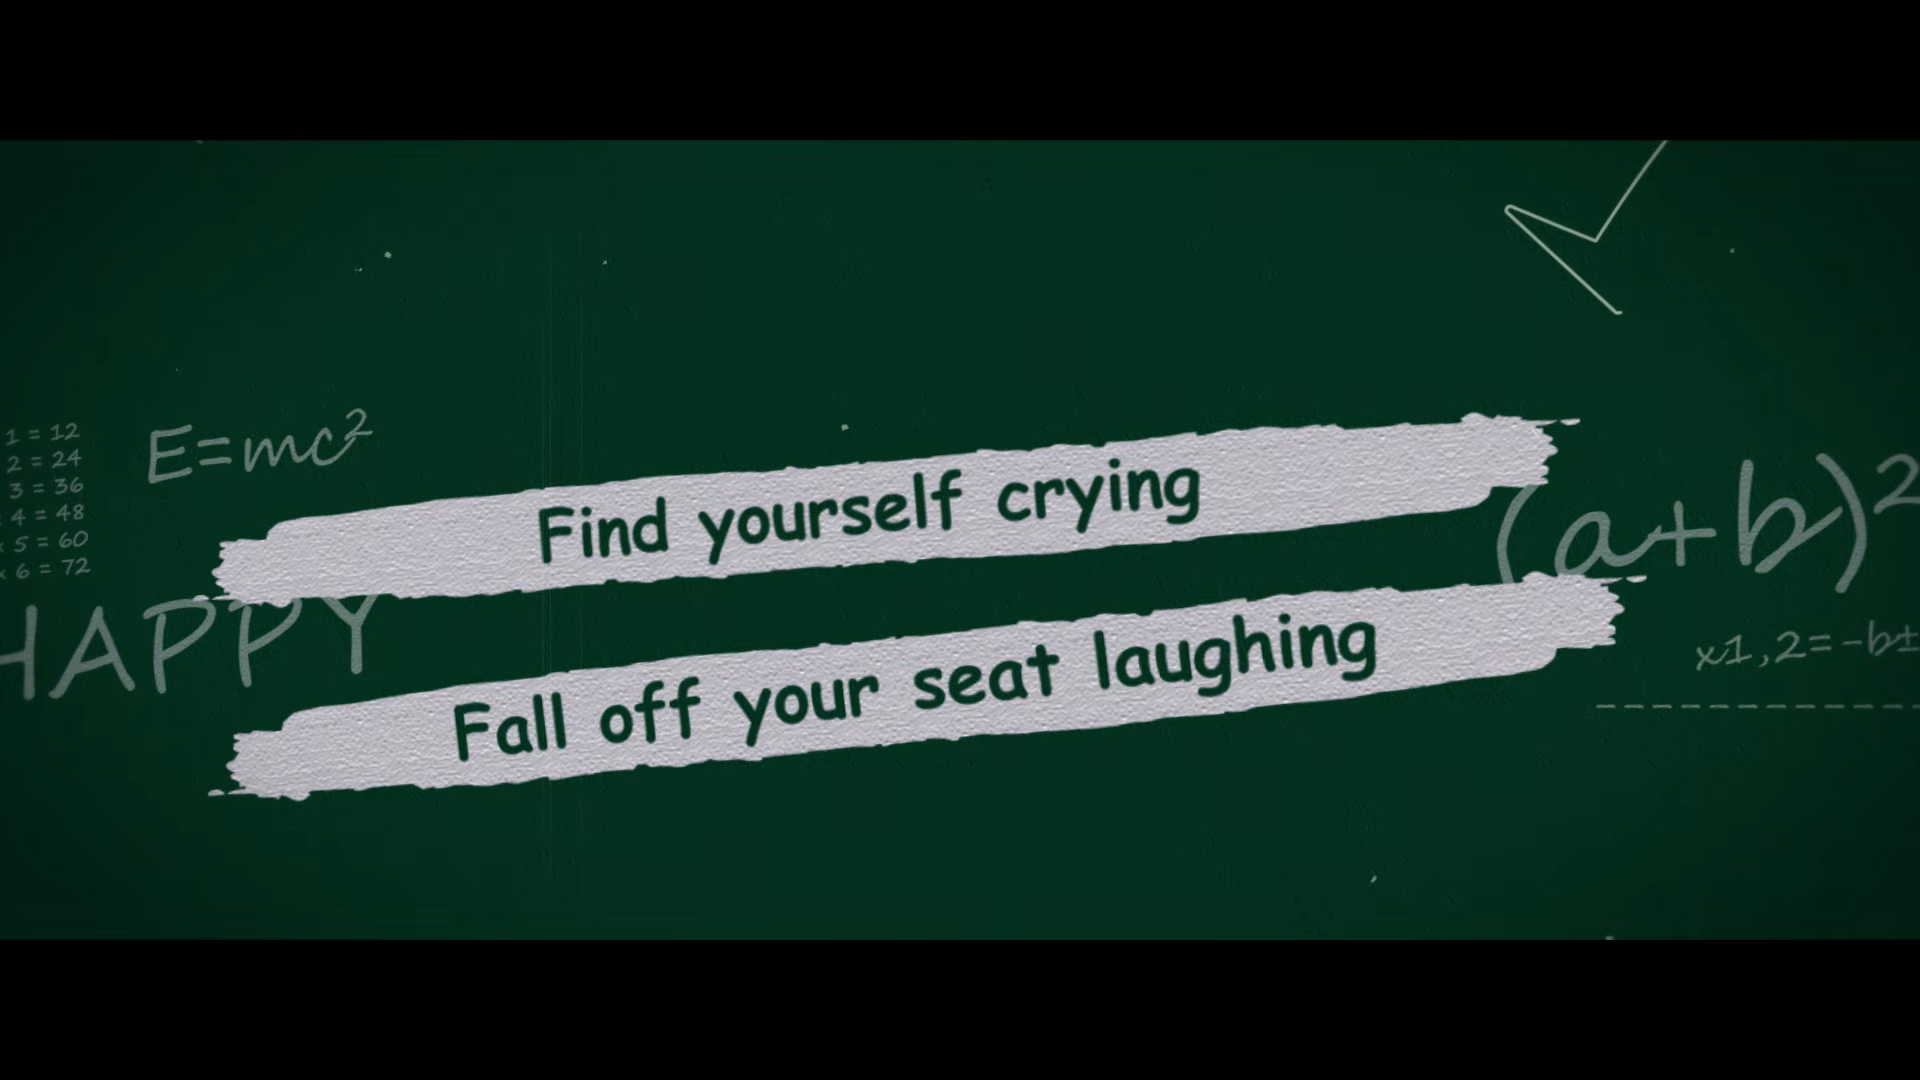 1 = 12
2 = 24
3 = 36
4 = 48
x 5 = 60
x 6 = 72
E=mc²
HAPPY
Find yourself crying
Fall off your seat laughing
(a+b)²
x1,2=-b±